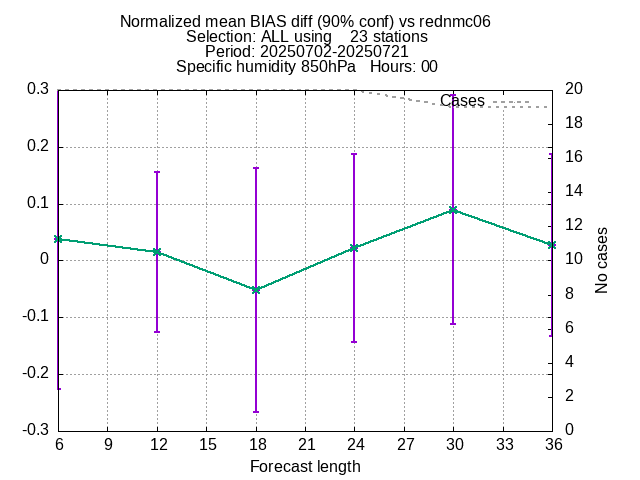 Normalized mean BIAS diff (90% conf) vs rednmc06
Selection: ALL using    23 stations
Period: 20250702-20250721
Specific humidity 850hPa   Hours: 00
Cases
0.3
0.2
0.1
0
-0.1
-0.2
-0.3
20
18
16
14
12
10
8
6
4
2
0
No cases
6 9 12 15 18 21 24 27 30 33 36
Forecast length